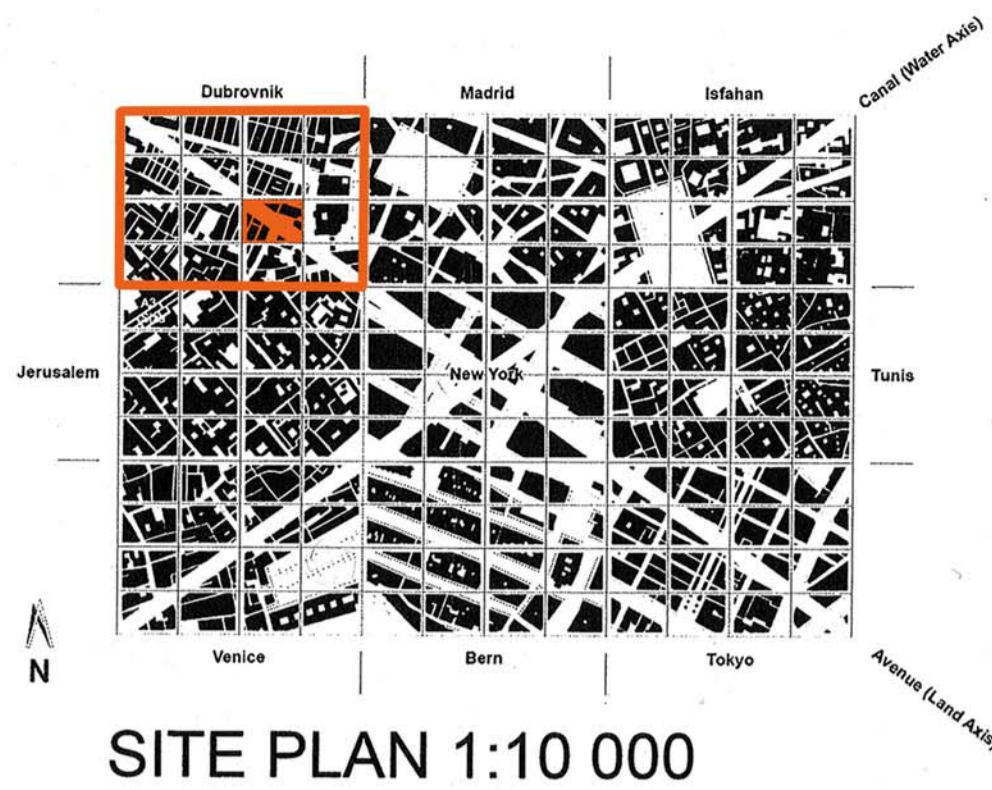 Canal (Water Axis)
Dubrovnik
Madrid
Isfahan
Jerusalem
New York
Tunis
N
Venice
Bern
Tokyo
Avenue (Land Axis)
SITE PLAN 1:10 000